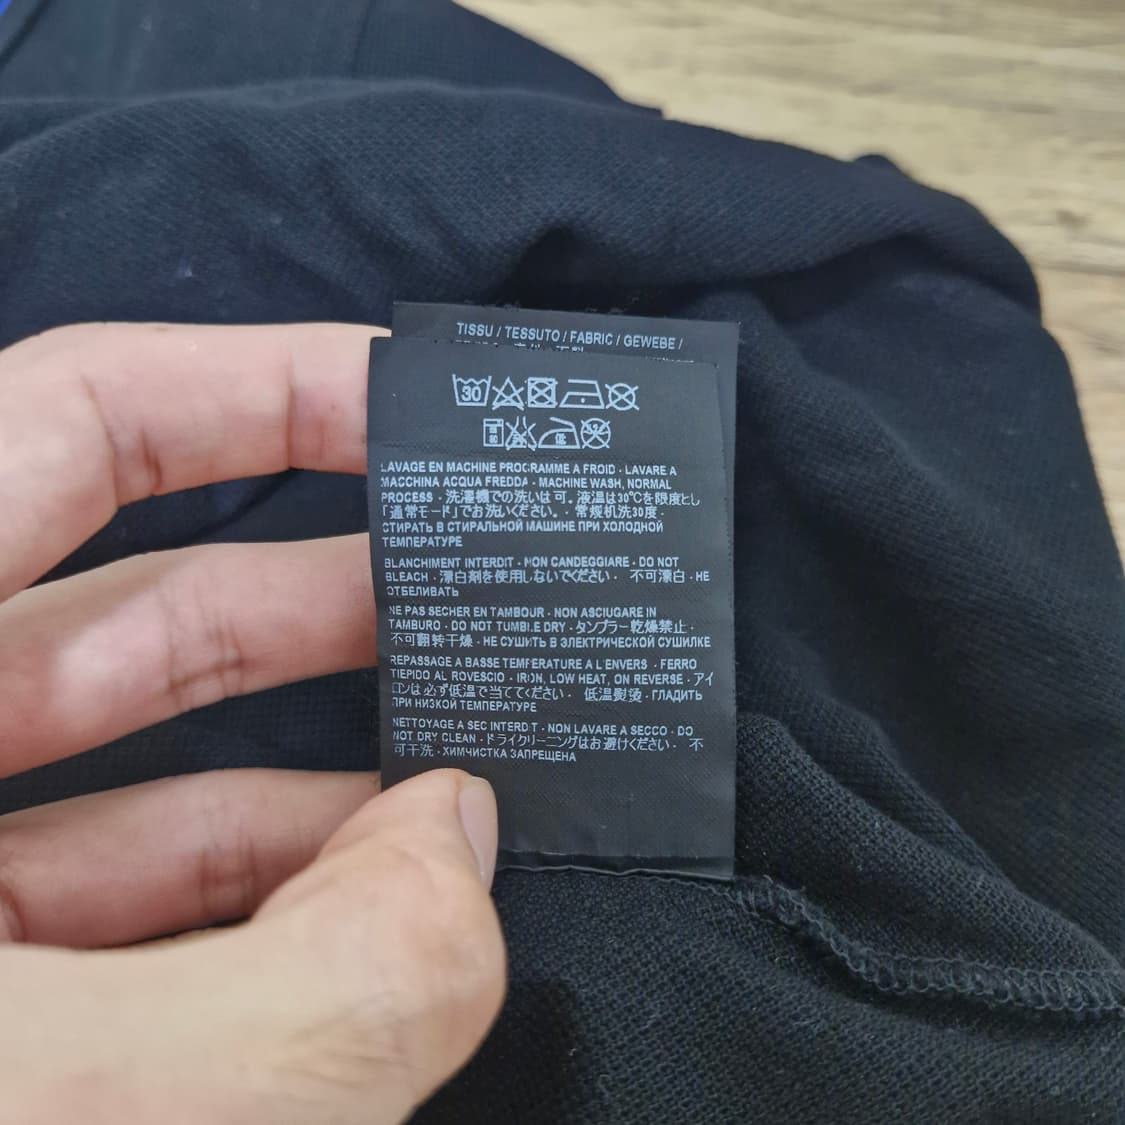 TISSU / TESSUTO / FABRIC / GEWEBE /
30
LAVAGE EN MACHINE PROGRAMME A FROID - LAVARE A
MACCHINA ACQUA FREDDA - MACHINE WASH, NORMAL
PROCESS - 洗濯機での洗いは可。液温は30℃を限度とし
「通常モード」でお洗いください。- 常规机洗30度 -
СТИРАТЬ В СТИРАЛЬНОЙ МАШИНЕ ПРИ ХОЛОДНОЙ
ТЕМПЕРАТУРЕ
BLANCHIMENT INTERDIT - NON CANDEGGIARE - DO NOT
BLEACH - 漂白剤を使用しないでください - 不可漂白 - НЕ
ОТБЕЛИВАТЬ
NE PAS SECHER EN TAMBOUR - NON ASCIUGARE IN
TAMBURO - DO NOT TUMBLE DRY - タンブラー乾燥禁止 -
不可翻转干燥 - НЕ СУШИТЬ В ЭЛЕКТРИЧЕСКОЙ СУШИЛКЕ
REPASSAGE A BASSE TEMPERATURE A L ENVERS - FERRO
TIEPIDO AL ROVESCIO - IRON, LOW HEAT, ON REVERSE - アイ
ロンは必ず低温で当ててください - 低温熨烫 - ГЛАДИТЬ
ПРИ НИЗКОЙ ТЕМПЕРАТУРЕ
NETTOYAGE A SEC INTERDIT - NON LAVARE A SECCO - DO
NOT DRY CLEAN - ドライクリーニングはお避けください - 不
可干洗 - ХИМЧИСТКА ЗАПРЕЩЕНА